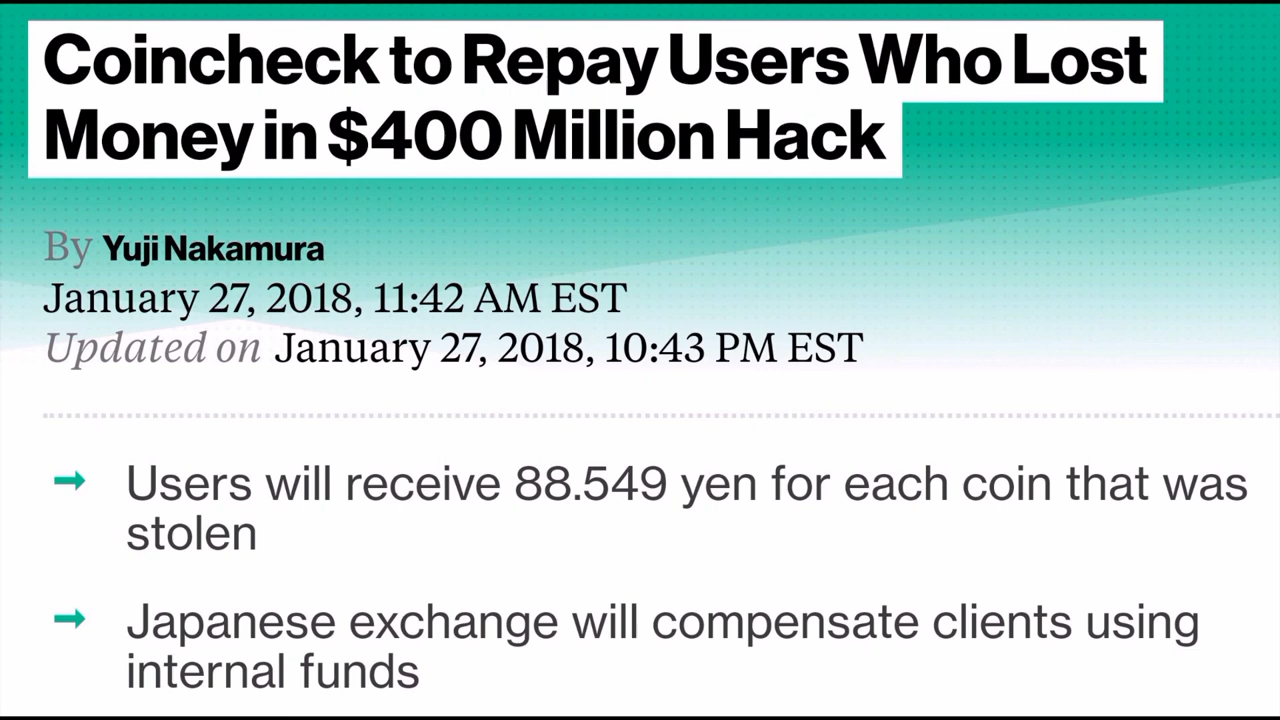 Coincheck to Repay Users Who Lost
Money in $400 Million Hack
By Yuji Nakamura
January 27, 2018, 11:42 AM EST
Updated on January 27, 2018, 10:43 PM EST
Users will receive 88.549 yen for each coin that was
stolen
Japanese exchange will compensate clients using
internal funds